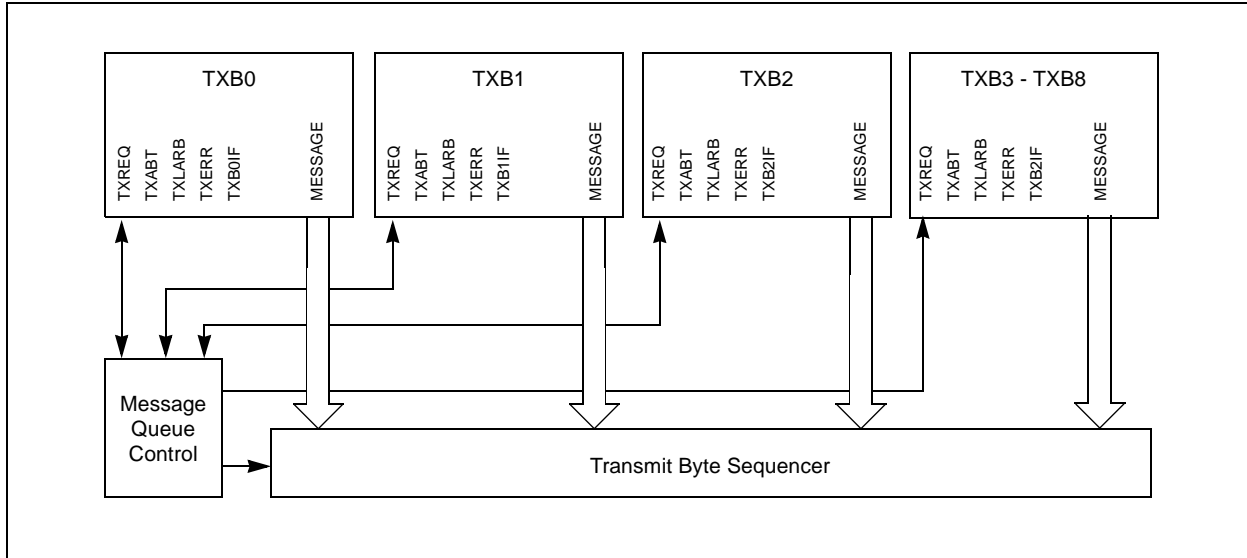 TXB0
TXREQ
TXABT
TXLARB
TXERR
TXB0IF
MESSAGE
TXB1
TXREQ
TXABT
TXLARB
TXERR
TXB1IF
MESSAGE
TXB2
TXREQ
TXABT
TXLARB
TXERR
TXB2IF
MESSAGE
TXB3 - TXB8
TXREQ
TXABT
TXLARB
TXERR
TXB2IF
MESSAGE
Message
Queue
Control
Transmit Byte Sequencer